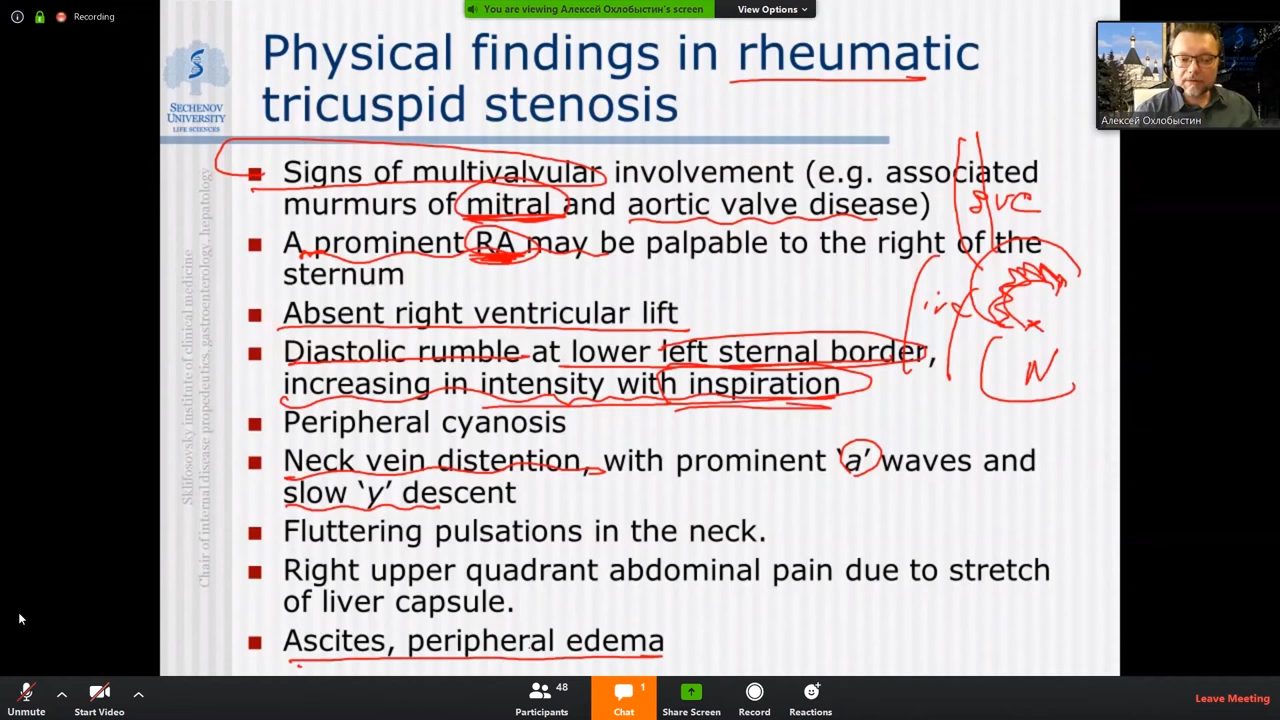 Recording
You are viewing Алексей Охлобыстин's screen
View Options
Physical findings in rheumatic
tricuspid stenosis
SECHENOV
UNIVERSITY
LIFE SCIENCES
Алексей Охлобыстин
Sklifosovsky institute of clinical medicine
Chair of internal disease propedeutics, gastroenterology, hepatology
Signs of multivalvular involvement (e.g. associated
murmurs of mitral and aortic valve disease)
A prominent RA may be palpable to the right of the
sternum
Absent right ventricular lift
Diastolic rumble at lower left sternal border,
increasing in intensity with inspiration
Peripheral cyanosis
Neck vein distention, with prominent ‘a’ waves and
slow ‘y’ descent
Fluttering pulsations in the neck.
Right upper quadrant abdominal pain due to stretch
of liver capsule.
Ascites, peripheral edema
svc
N
Unmute
Start Video
48
Participants
1
Chat
Share Screen
Record
Reactions
Leave Meeting